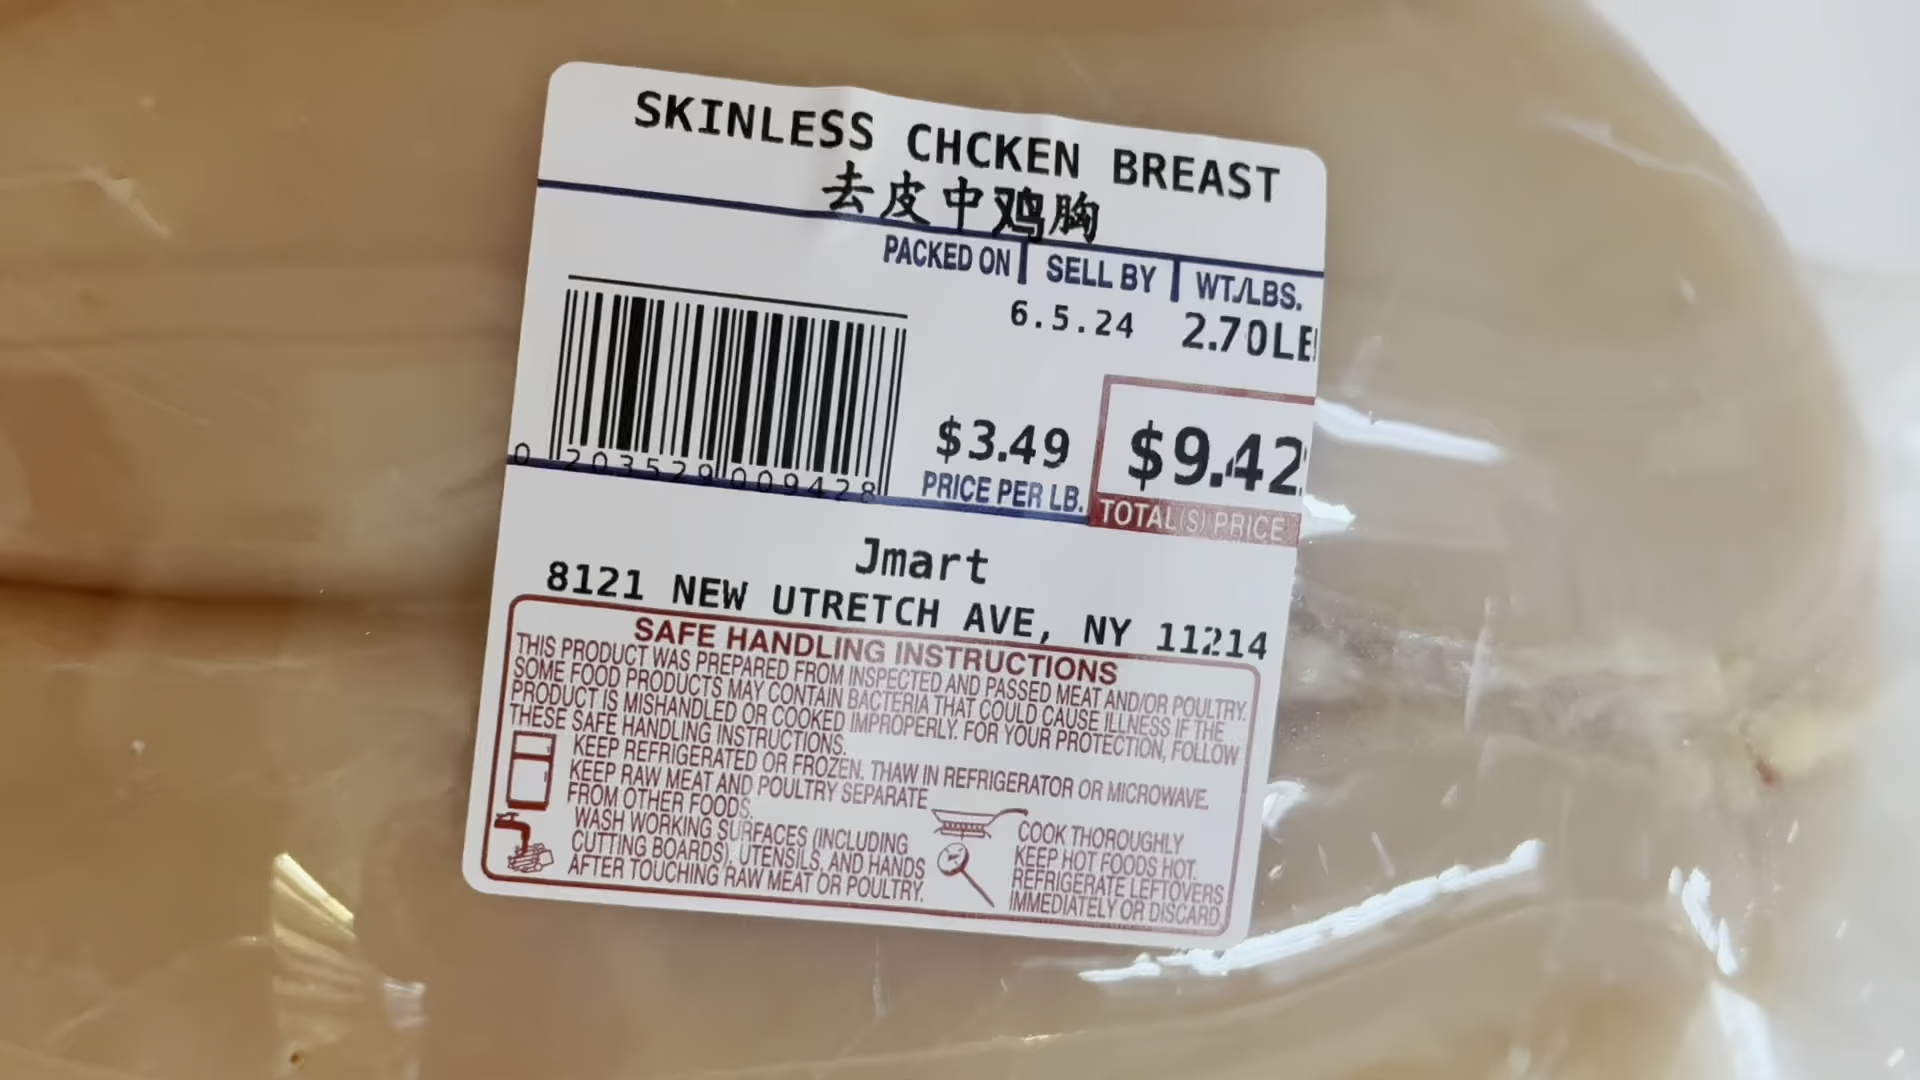 SKINLESS CHCKEN BREAST
去皮中鸡胸
PACKED ON SELL BY WT./LBS.
6.5.24 2.70LB
$3.49 $9.42
PRICE PER LB. TOTAL(S) PRICE
0 203529 009428
Jmart
8121 NEW UTRETCH AVE, NY 11214
SAFE HANDLING INSTRUCTIONS
THIS PRODUCT WAS PREPARED FROM INSPECTED AND PASSED MEAT AND/OR POULTRY.
SOME FOOD PRODUCTS MAY CONTAIN BACTERIA THAT COULD CAUSE ILLNESS IF THE
PRODUCT IS MISHANDLED OR COOKED IMPROPERLY. FOR YOUR PROTECTION, FOLLOW
THESE SAFE HANDLING INSTRUCTIONS.
KEEP REFRIGERATED OR FROZEN. THAW IN REFRIGERATOR OR MICROWAVE.
KEEP RAW MEAT AND POULTRY SEPARATE
FROM OTHER FOODS.
WASH WORKING SURFACES (INCLUDING
CUTTING BOARDS), UTENSILS, AND HANDS
AFTER TOUCHING RAW MEAT OR POULTRY.
COOK THOROUGHLY
KEEP HOT FOODS HOT.
REFRIGERATE LEFTOVERS
IMMEDIATELY OR DISCARD.